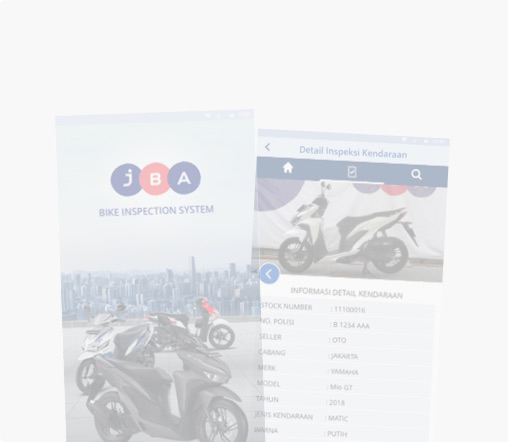 JBA
BIKE INSPECTION SYSTEM
Detail Inspeksi Kendaraan
INFORMASI DETAIL KENDARAAN
STOCK NUMBER : 11100016
NO. POLISI : B 1234 AAA
SELLER : OTO
CABANG : JAKARTA
MERK : YAMAHA
MODEL : Mio GT
TAHUN : 2018
JENIS KENDARAAN : MATIC
WARNA : PUTIH